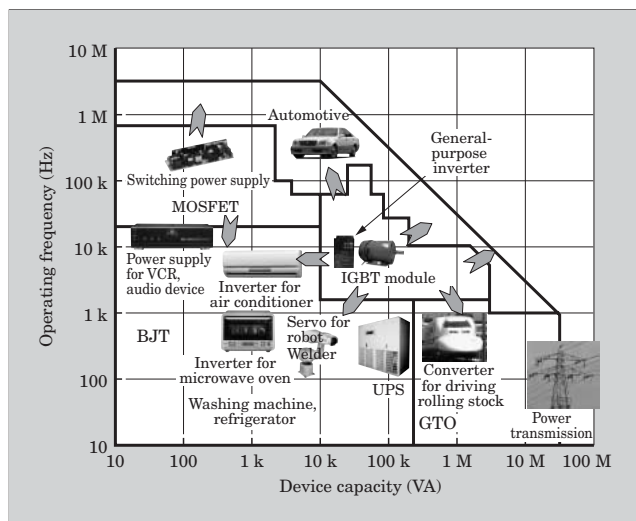 10 M
1 M
100 k
10 k
1 k
100
10
Operating frequency (Hz)
Automotive
General-
purpose
inverter
Switching power supply
MOSFET
Power supply
for VCR,
audio device
Inverter for
air conditioner
IGBT module
BJT
Inverter for
microwave oven
Servo for
robot
Welder
Washing machine,
refrigerator
UPS
Converter
for driving
rolling stock
GTO
Power
transmission
10
100
1 k
10 k
100 k
1 M
10 M
100 M
Device capacity (VA)